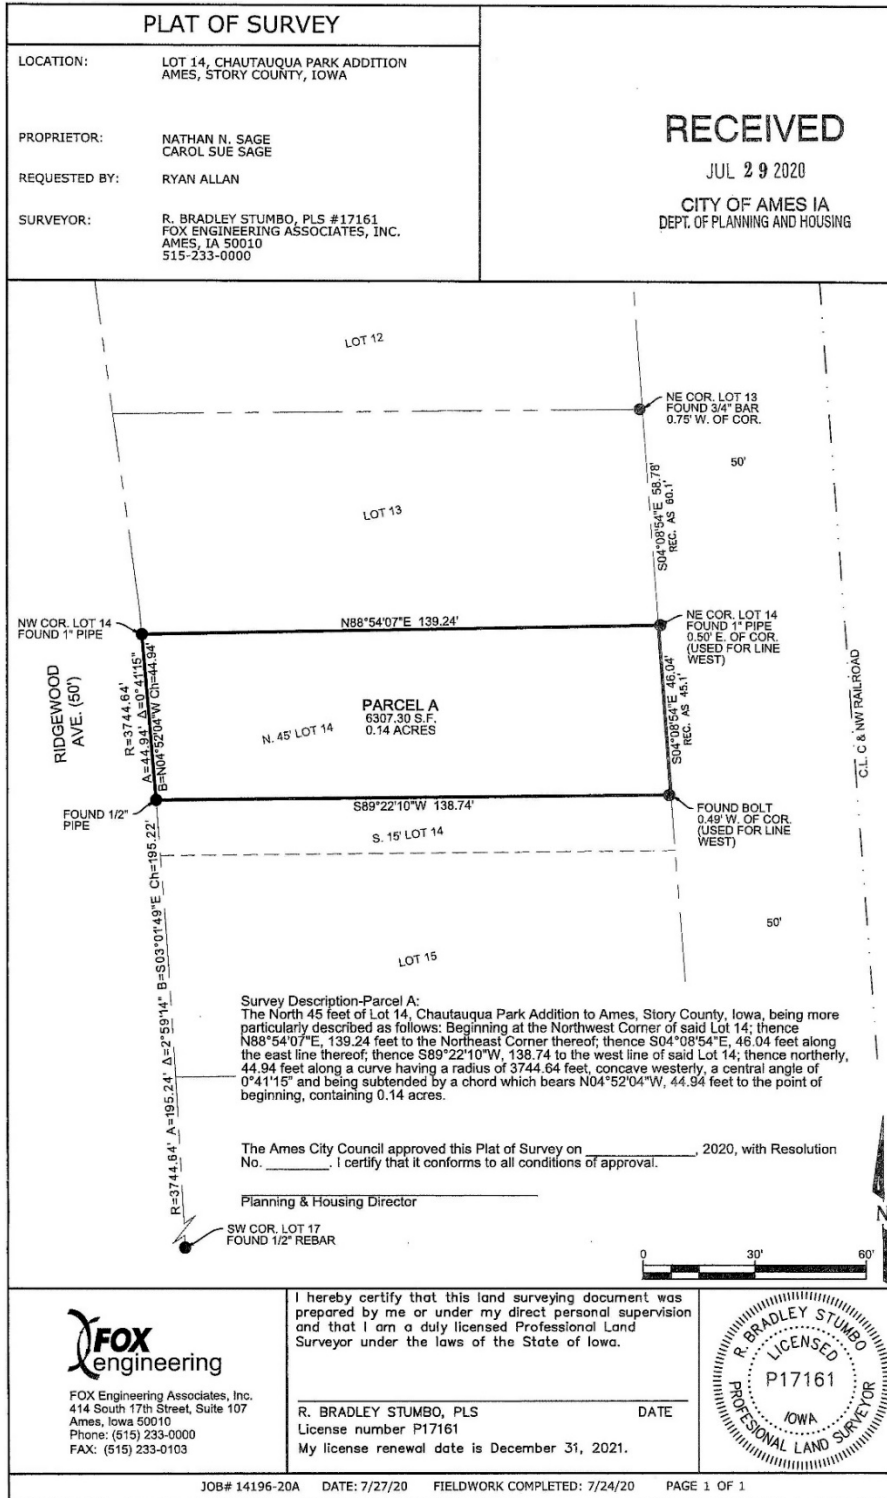 PLAT OF SURVEY
LOCATION:
LOT 14, CHAUTAUQUA PARK ADDITION
AMES, STORY COUNTY, IOWA
PROPRIETOR:
NATHAN N. SAGE
CAROL SUE SAGE
REQUESTED BY:
RYAN ALLAN
SURVEYOR:
R. BRADLEY STUMBO, PLS #17161
FOX ENGINEERING ASSOCIATES, INC.
AMES, IA 50010
515-233-0000
RECEIVED
JUL 29 2020
CITY OF AMES IA
DEPT. OF PLANNING AND HOUSING
LOT 12
NE COR. LOT 13
FOUND 3/4" BAR
0.75' W. OF COR.
50'
S04°08'54"E 58.78'
REC. AS 60.1'
LOT 13
NW COR. LOT 14
FOUND 1" PIPE
N88°54'07"E 139.24'
NE COR. LOT 14
FOUND 1" PIPE
0.50' E. OF COR.
(USED FOR LINE
WEST)
RIDGEWOOD
AVE. (50')
R=3744.64'
A=44.94' Δ=0°41'15"
B=N04°52'04"W Ch=44.94'
PARCEL A
6307.30 S.F.
0.14 ACRES
N. 45' LOT 14
S04°08'54"E 46.04'
REC. AS 45.1'
C.L. C & NW RAILROAD
FOUND 1/2"
PIPE
S89°22'10"W 138.74'
FOUND BOLT
0.49' W. OF COR.
(USED FOR LINE
WEST)
S. 15' LOT 14
R=3744.64' A=195.24' Δ=2°59'14" B=S03°01'49"E Ch=195.22'
50'
LOT 15
Survey Description-Parcel A:
The North 45 feet of Lot 14, Chautauqua Park Addition to Ames, Story County, Iowa, being more
particularly described as follows: Beginning at the Northwest Corner of said Lot 14; thence
N88°54'07"E, 139.24 feet to the Northeast Corner thereof; thence S04°08'54"E, 46.04 feet along
the east line thereof; thence S89°22'10"W, 138.74 to the west line of said Lot 14; thence northerly,
44.94 feet along a curve having a radius of 3744.64 feet, concave westerly, a central angle of
0°41'15" and being subtended by a chord which bears N04°52'04"W, 44.94 feet to the point of
beginning, containing 0.14 acres.
The Ames City Council approved this Plat of Survey on ____________, 2020, with Resolution
No. ________. I certify that it conforms to all conditions of approval.
Planning & Housing Director
SW COR. LOT 17
FOUND 1/2" REBAR
N
0 30' 60'
FOX
engineering
FOX Engineering Associates, Inc.
414 South 17th Street, Suite 107
Ames, Iowa 50010
Phone: (515) 233-0000
FAX: (515) 233-0103
I hereby certify that this land surveying document was
prepared by me or under my direct personal supervision
and that I am a duly licensed Professional Land
Surveyor under the laws of the State of Iowa.
R. BRADLEY STUMBO, PLS DATE
License number P17161
My license renewal date is December 31, 2021.
R. BRADLEY STUMBO
LICENSED
P17161
IOWA
PROFESIONAL LAND SURVEYOR
JOB# 14196-20A DATE: 7/27/20 FIELDWORK COMPLETED: 7/24/20 PAGE 1 OF 1